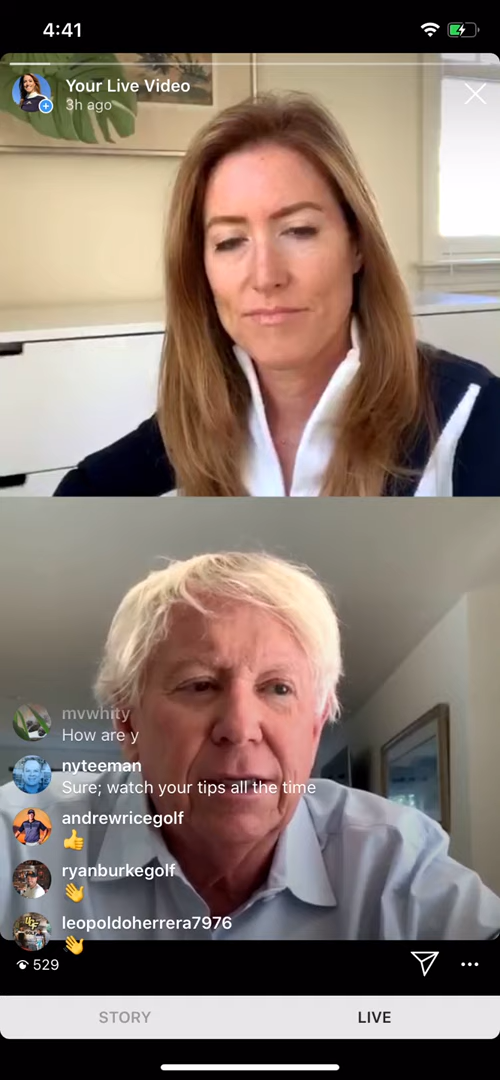 4:41
Your Live Video
3h ago
mvwhity
How are y
nyteeman
Sure; watch your tips all the time
andrewricegolf
👍
ryanburkegolf
👋
leopoldoherrera7976
👋
529
STORY
LIVE